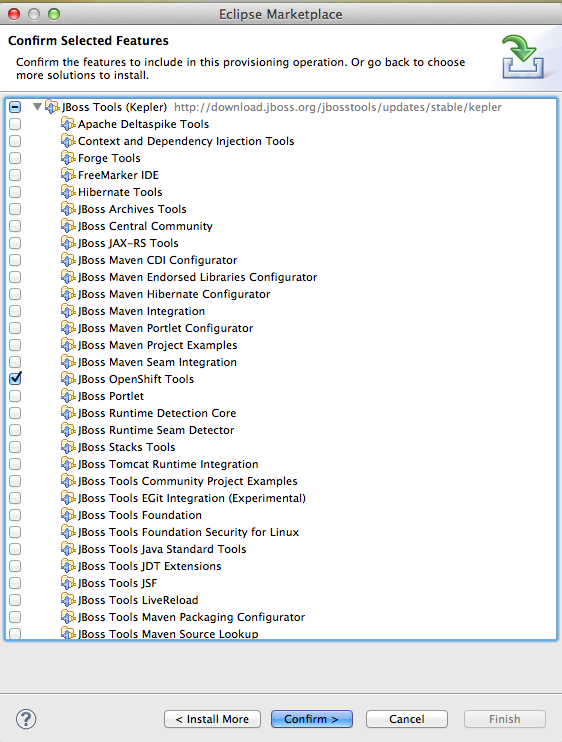 Eclipse Marketplace
Confirm Selected Features
Confirm the features to include in this provisioning operation. Or go back to choose
more solutions to install.
JBoss Tools (Kepler) http://download.jboss.org/jbosstools/updates/stable/kepler
Apache Deltaspike Tools
Context and Dependency Injection Tools
Forge Tools
FreeMarker IDE
Hibernate Tools
JBoss Archives Tools
JBoss Central Community
JBoss JAX-RS Tools
JBoss Maven CDI Configurator
JBoss Maven Endorsed Libraries Configurator
JBoss Maven Hibernate Configurator
JBoss Maven Integration
JBoss Maven Portlet Configurator
JBoss Maven Project Examples
JBoss Maven Seam Integration
JBoss OpenShift Tools
JBoss Portlet
JBoss Runtime Detection Core
JBoss Runtime Seam Detector
JBoss Stacks Tools
JBoss Tomcat Runtime Integration
JBoss Tools Community Project Examples
JBoss Tools EGit Integration (Experimental)
JBoss Tools Foundation
JBoss Tools Foundation Security for Linux
JBoss Tools Java Standard Tools
JBoss Tools JDT Extensions
JBoss Tools JSF
JBoss Tools LiveReload
JBoss Tools Maven Packaging Configurator
JBoss Tools Maven Source Lookup
? < Install More Confirm > Cancel Finish